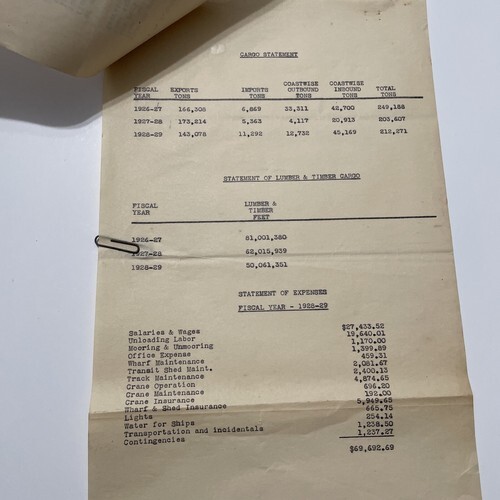 CARGO STATEMENT
FISCAL YEAR EXPORTS TONS IMPORTS TONS COASTWISE OUTBOUND TONS COASTWISE INBOUND TONS TOTAL TONS
1926-27 166,308 6,869 33,311 42,700 249,188
1927-28 173,214 5,363 4,117 20,913 203,607
1928-29 143,078 11,292 12,732 45,169 212,271
STATEMENT OF LUMBER & TIMBER CARGO
FISCAL YEAR LUMBER & TIMBER FEET
1926-27 81,001,380
1927-28 62,015,939
1928-29 50,061,351
STATEMENT OF EXPENSES
FISCAL YEAR - 1928-29
Salaries & Wages $27,433.52
Unloading Labor 19,640.01
Mooring & Unmooring 1,170.00
Office Expense 1,399.89
Wharf Maintenance 459.31
Transit Shed Maint. 2,081.67
Track Maintenance 2,400.13
Crane Operation 4,874.65
Crane Maintenance 696.20
Crane Insurance 192.00
Wharf & Shed Insurance 5,949.65
Lights 665.75
Water for Ships 254.14
Transportation and incidentals 1,238.50
Contingencies 1,237.27
$69,692.69